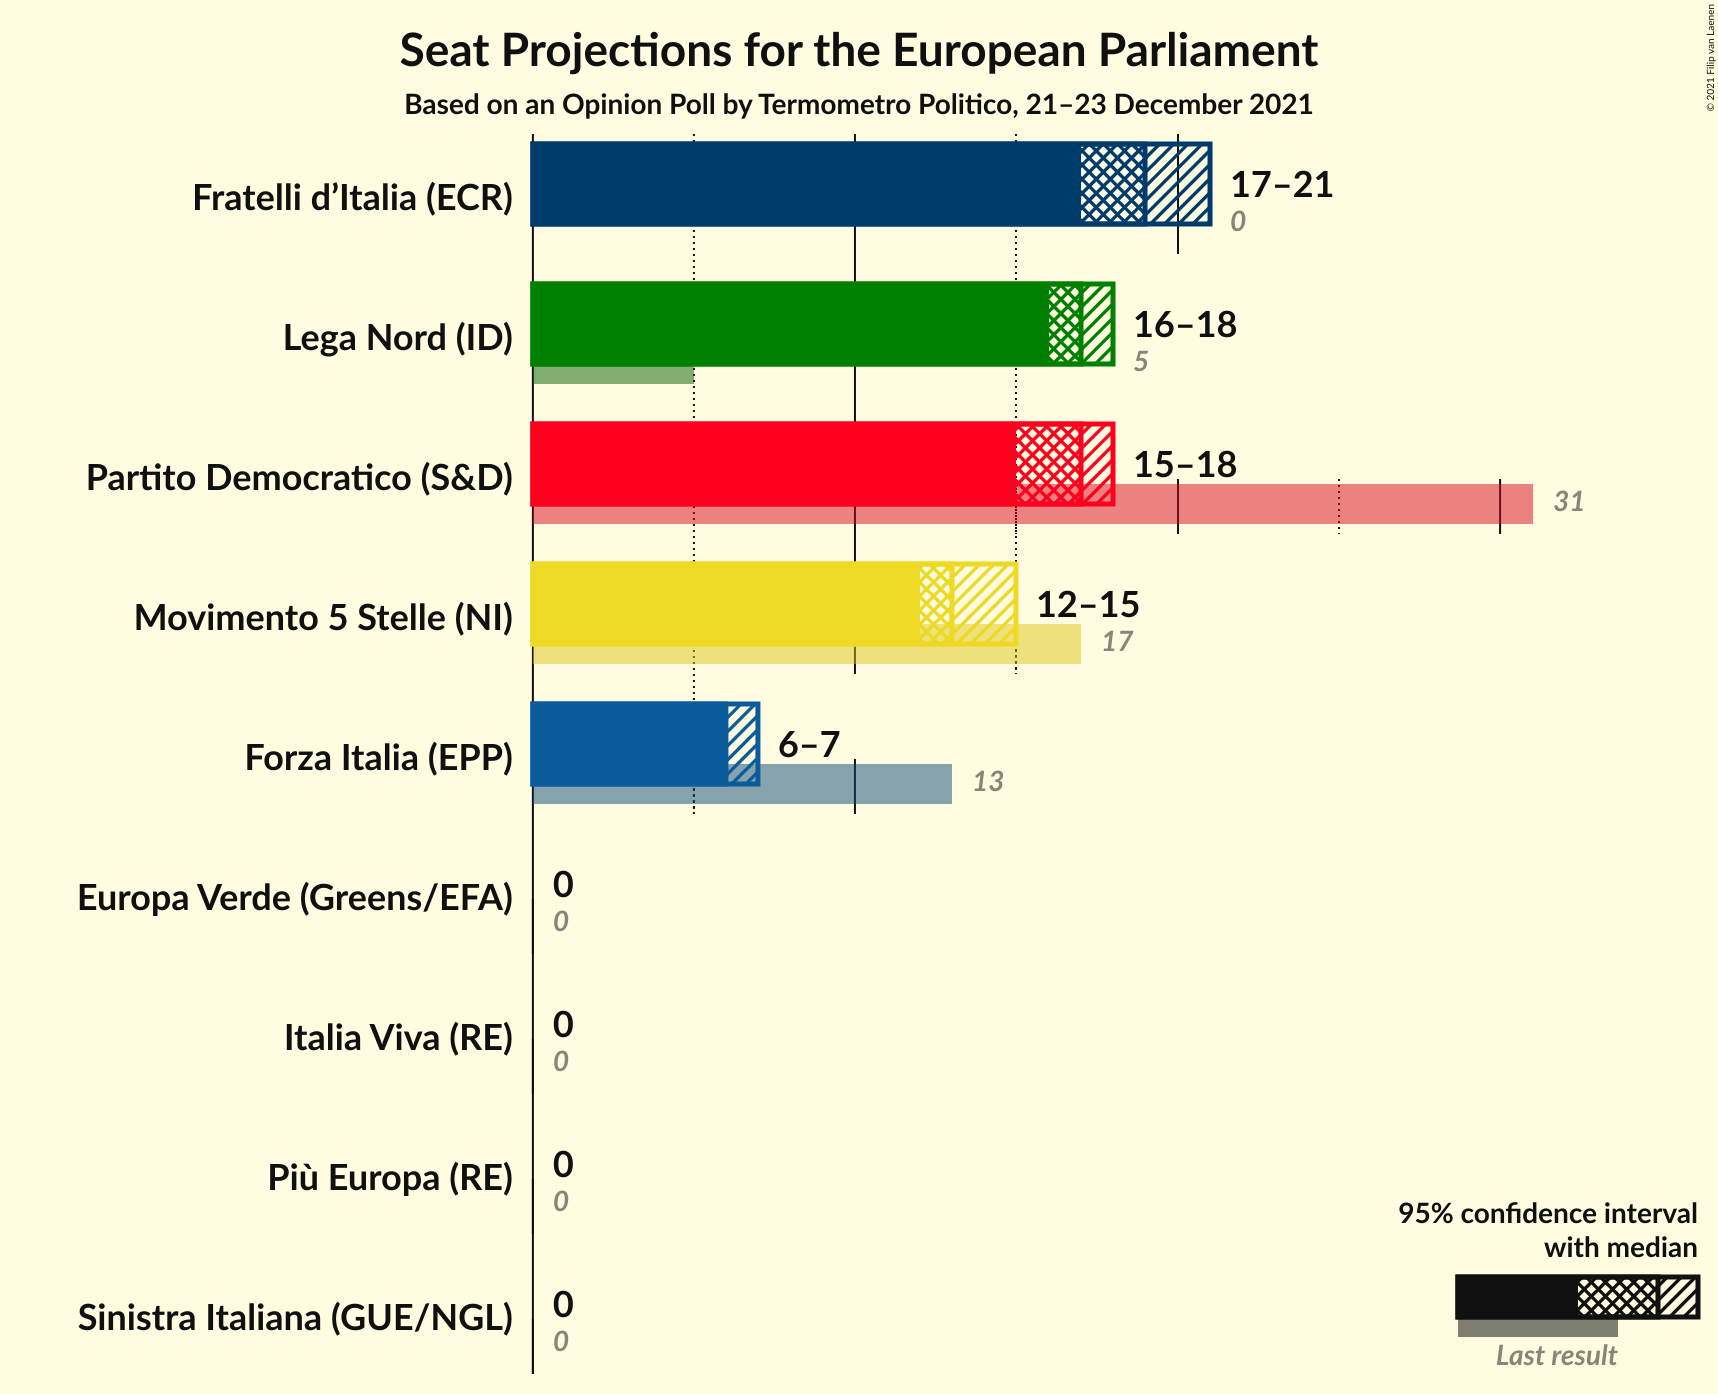 Seat Projections for the European Parliament
Based on an Opinion Poll by Termometro Politico, 21–23 December 2021
© 2021 Filip van Laenen
Fratelli d’Italia (ECR)
17–21
0
Lega Nord (ID)
16–18
5
Partito Democratico (S&D)
15–18
31
Movimento 5 Stelle (NI)
12–15
17
Forza Italia (EPP)
6–7
13
Europa Verde (Greens/EFA)
0
0
Italia Viva (RE)
0
0
Più Europa (RE)
0
0
Sinistra Italiana (GUE/NGL)
0
0
95% confidence interval
with median
Last result